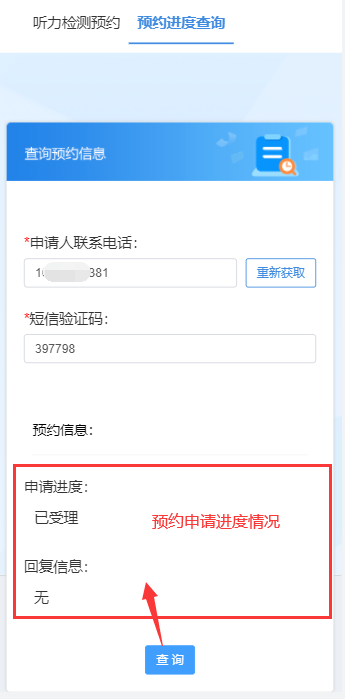 听力检测预约 预约进度查询
查询预约信息
*申请人联系电话：
381 重新获取
*短信验证码：
397798
预约信息：
申请进度：
已受理
预约申请进度情况
回复信息：
无
查 询